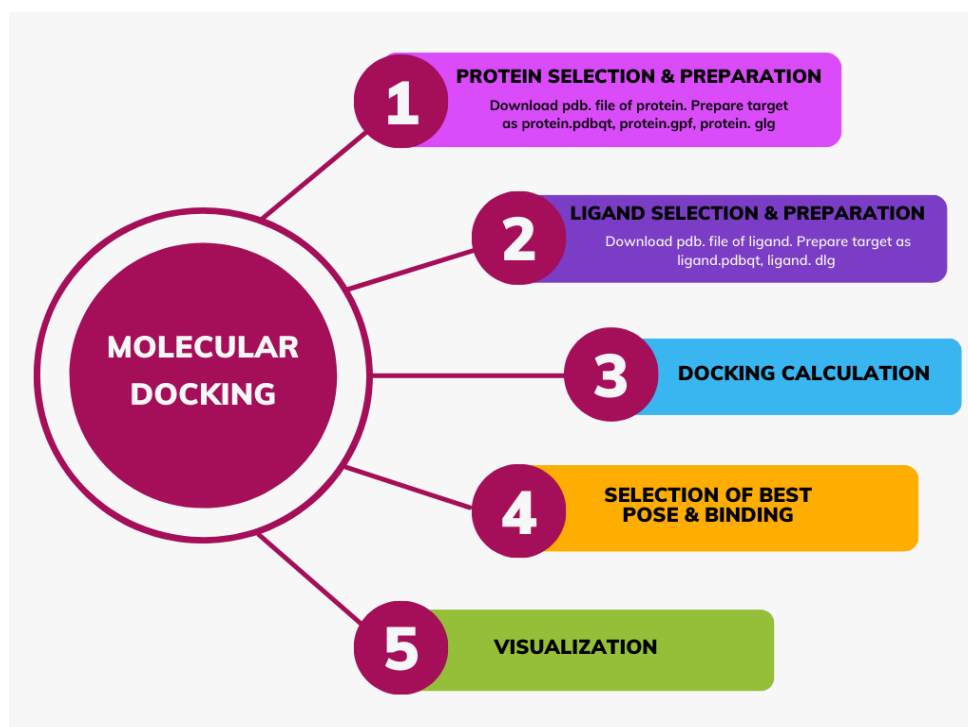 MOLECULAR
DOCKING
1
PROTEIN SELECTION & PREPARATION
Download pdb. file of protein. Prepare target
as protein.pdbqt, protein.gpf, protein. glg
2
LIGAND SELECTION & PREPARATION
Download pdb. file of ligand. Prepare target as
ligand.pdbqt, ligand. dlg
3
DOCKING CALCULATION
4
SELECTION OF BEST
POSE & BINDING
5
VISUALIZATION